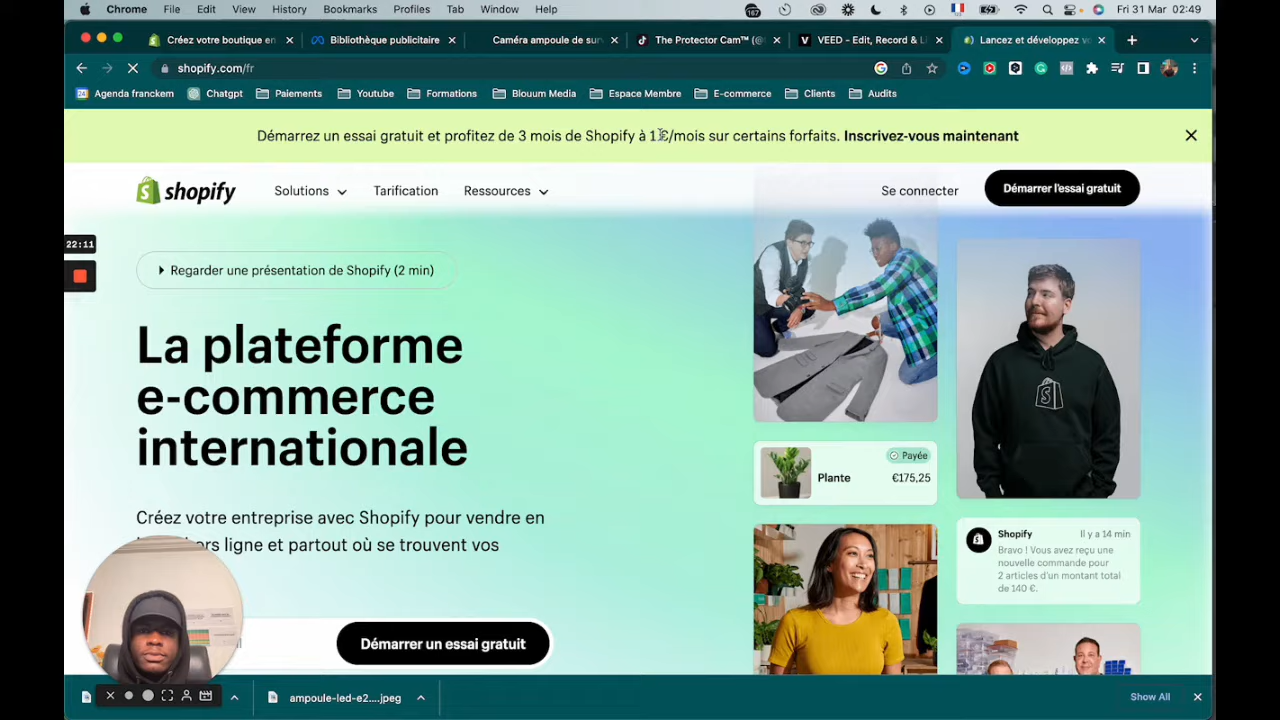 Chrome File Edit View History Bookmarks Profiles Tab Window Help 167 Fri 31 Mar 02:49
Créez votre boutique en Bibliothèque publicitaire Caméra ampoule de sur The Protector Cam™ (@ VEED - Edit, Record & L Lancez et développez v
shopify.com/fr
24 Agenda franckem Chatgpt Paiements Youtube Formations Blouum Media Espace Membre E-commerce Clients Audits
Démarrez un essai gratuit et profitez de 3 mois de Shopify à 1 €/mois sur certains forfaits. Inscrivez-vous maintenant
shopify Solutions Tarification Ressources Se connecter Démarrer l'essai gratuit
22:11
Regarder une présentation de Shopify (2 min)
La plateforme
e-commerce
internationale
Payée
Plante €175,25
Créez votre entreprise avec Shopify pour vendre en
hors ligne et partout où se trouvent vos
Shopify Il y a 14 min
Bravo ! Vous avez reçu une
nouvelle commande pour
2 articles d'un montant total
de 140 €.
Démarrer un essai gratuit
ampoule-led-e2....jpeg Show All